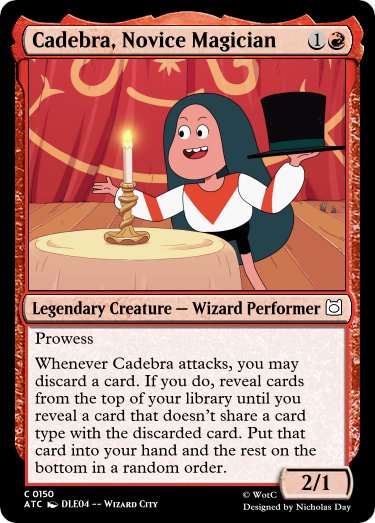 Cadebra, Novice Magician 1
Legendary Creature — Wizard Performer
Prowess
Whenever Cadebra attacks, you may
discard a card. If you do, reveal cards
from the top of your library until you
reveal a card that doesn't share a card
type with the discarded card. Put that
card into your hand and the rest on the
bottom in a random order.
2/1
C 0150
ATC DLE04 -- Wizard City
© WotC
Designed by Nicholas Day